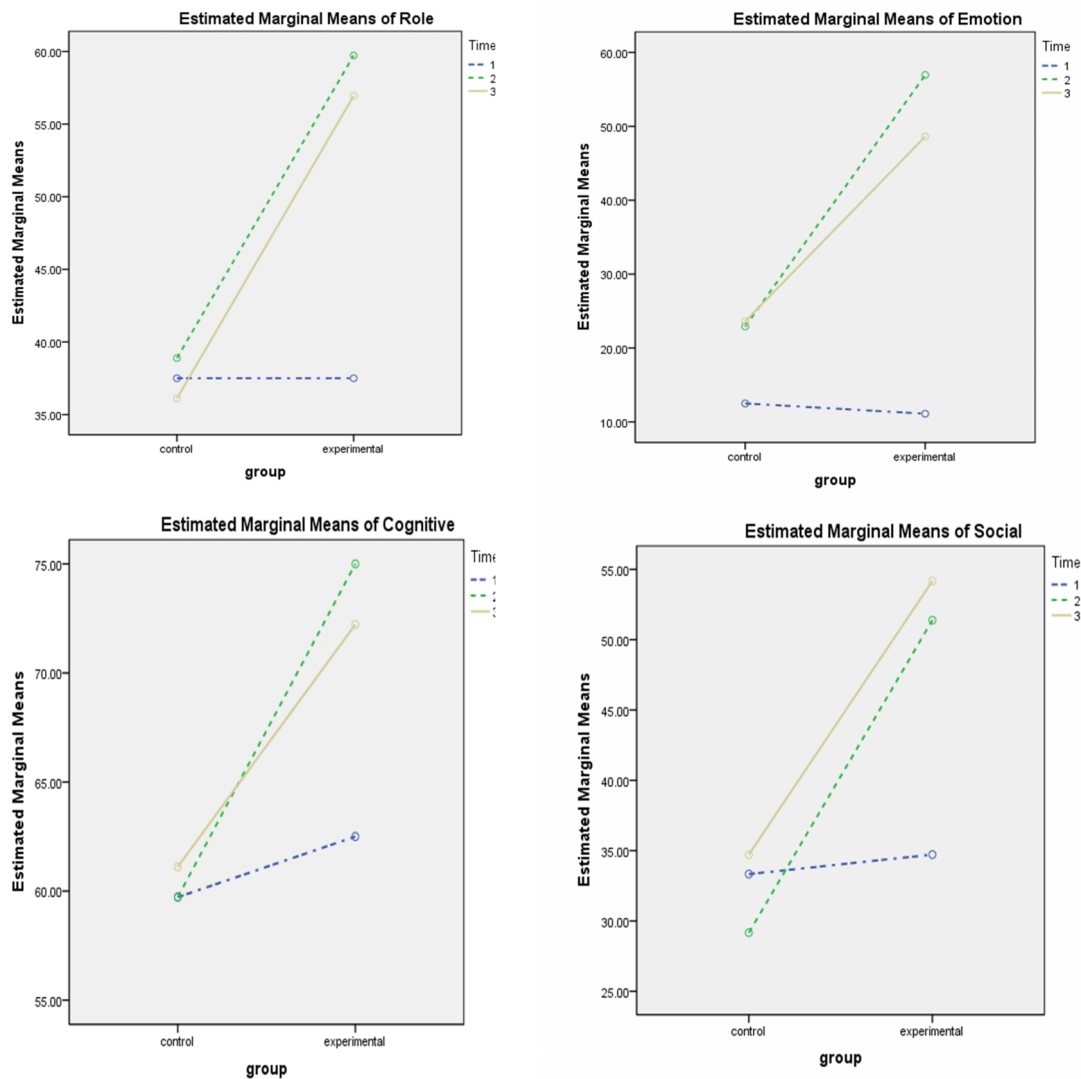 Estimated Marginal Means of Role
60.00
55.00
50.00
45.00
40.00
35.00
Estimated Marginal Means
control
experimental
group
Time
1
2
3
Estimated Marginal Means of Emotion
60.00
50.00
40.00
30.00
20.00
10.00
Estimated Marginal Means
control
experimental
group
Time
1
2
3
Estimated Marginal Means of Cognitive
75.00
70.00
65.00
60.00
55.00
Estimated Marginal Means
control
experimental
group
Time
Estimated Marginal Means of Social
55.00
50.00
45.00
40.00
35.00
30.00
25.00
Estimated Marginal Means
control
experimental
group
Time
1
2
3